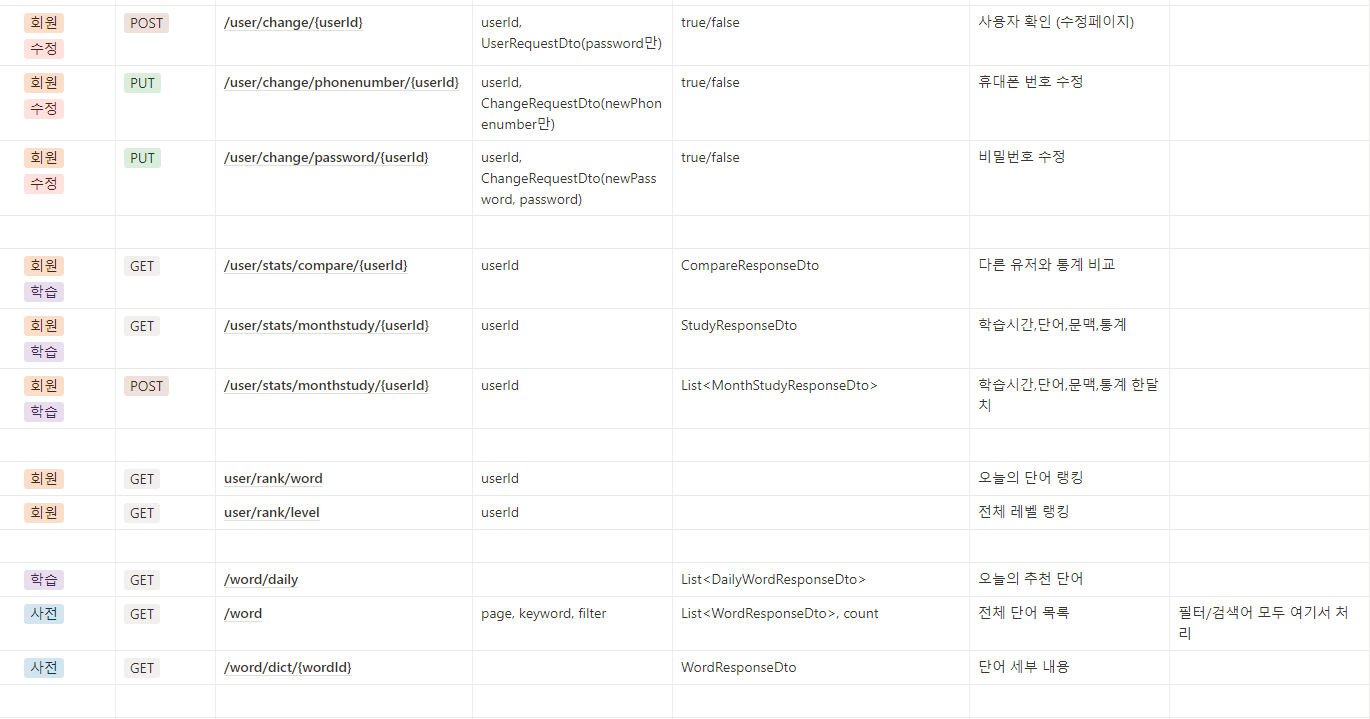 회원 POST /user/change/{userId} userId, true/false 사용자 확인 (수정페이지)
수정 UserRequestDto(password만)
회원 PUT /user/change/phonenumber/{userId} userId, true/false 휴대폰 번호 수정
수정 ChangeRequestDto(newPhon
enumber만)
회원 PUT /user/change/password/{userId} userId, true/false 비밀번호 수정
수정 ChangeRequestDto(newPass
word, password)
회원 GET /user/stats/compare/{userId} userId CompareResponseDto 다른 유저와 통계 비교
학습
회원 GET /user/stats/monthstudy/{userId} userId StudyResponseDto 학습시간,단어,문맥,통계
학습
회원 POST /user/stats/monthstudy/{userId} userId List<MonthStudyResponseDto> 학습시간,단어,문맥,통계 한달
학습 치
회원 GET user/rank/word userId 오늘의 단어 랭킹
회원 GET user/rank/level userId 전체 레벨 랭킹
학습 GET /word/daily List<DailyWordResponseDto> 오늘의 추천 단어
사전 GET /word page, keyword, filter List<WordResponseDto>, count 전체 단어 목록 필터/검색어 모두 여기서 처
리
사전 GET /word/dict/{wordId} WordResponseDto 단어 세부 내용